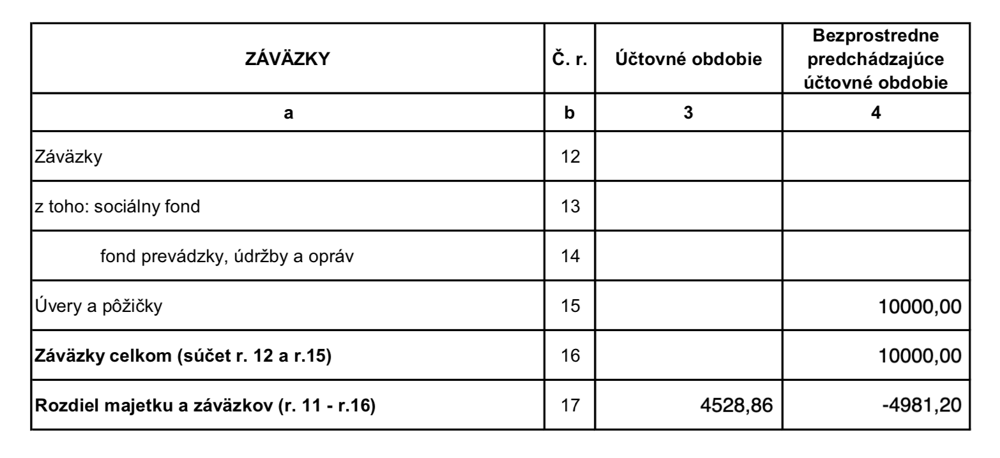 ZÁVÄZKY Č. r. Účtovné obdobie Bezprostredne
predchádzajúce
účtovné obdobie
a b 3 4
Záväzky 12
z toho: sociálny fond 13
fond prevádzky, údržby a opráv 14
Úvery a pôžičky 15 10000,00
Záväzky celkom (súčet r. 12 a r.15) 16 10000,00
Rozdiel majetku a záväzkov (r. 11 - r.16) 17 4528,86 -4981,20